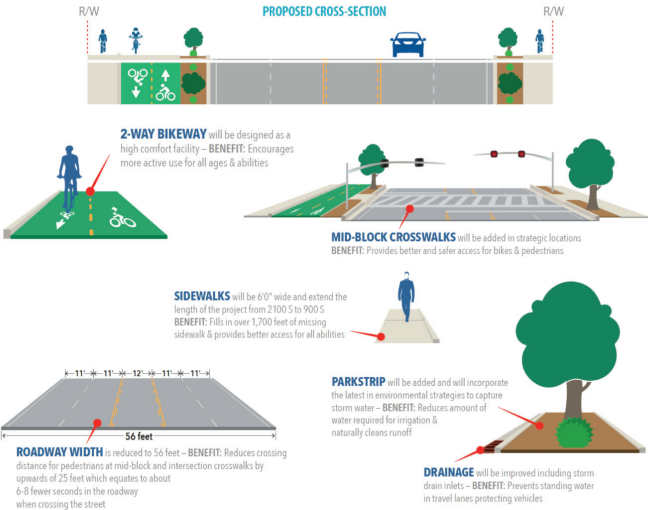 R/W
PROPOSED CROSS-SECTION
R/W
2-WAY BIKEWAY will be designed as a
high comfort facility – BENEFIT: Encourages
more active use for all ages & abilities
MID-BLOCK CROSSWALKS will be added in strategic locations
BENEFIT: Provides better and safer access for bikes & pedestrians
SIDEWALKS will be 6'0" wide and extend the
length of the project from 2100 S to 900 S
BENEFIT: Fills in over 1,700 feet of missing
sidewalk & provides better access for all abilities
11' 11' 12' 11' 11'
56 feet
ROADWAY WIDTH is reduced to 56 feet – BENEFIT: Reduces crossing
distance for pedestrians at mid-block and intersection crosswalks by
upwards of 25 feet which equates to about
6-8 fewer seconds in the roadway
when crossing the street
PARKSTRIP will be added and will incorporate
the latest in environmental strategies to capture
storm water – BENEFIT: Reduces amount of
water required for irrigation &
naturally cleans runoff
DRAINAGE will be improved including storm
drain inlets – BENEFIT: Prevents standing water
in travel lanes protecting vehicles